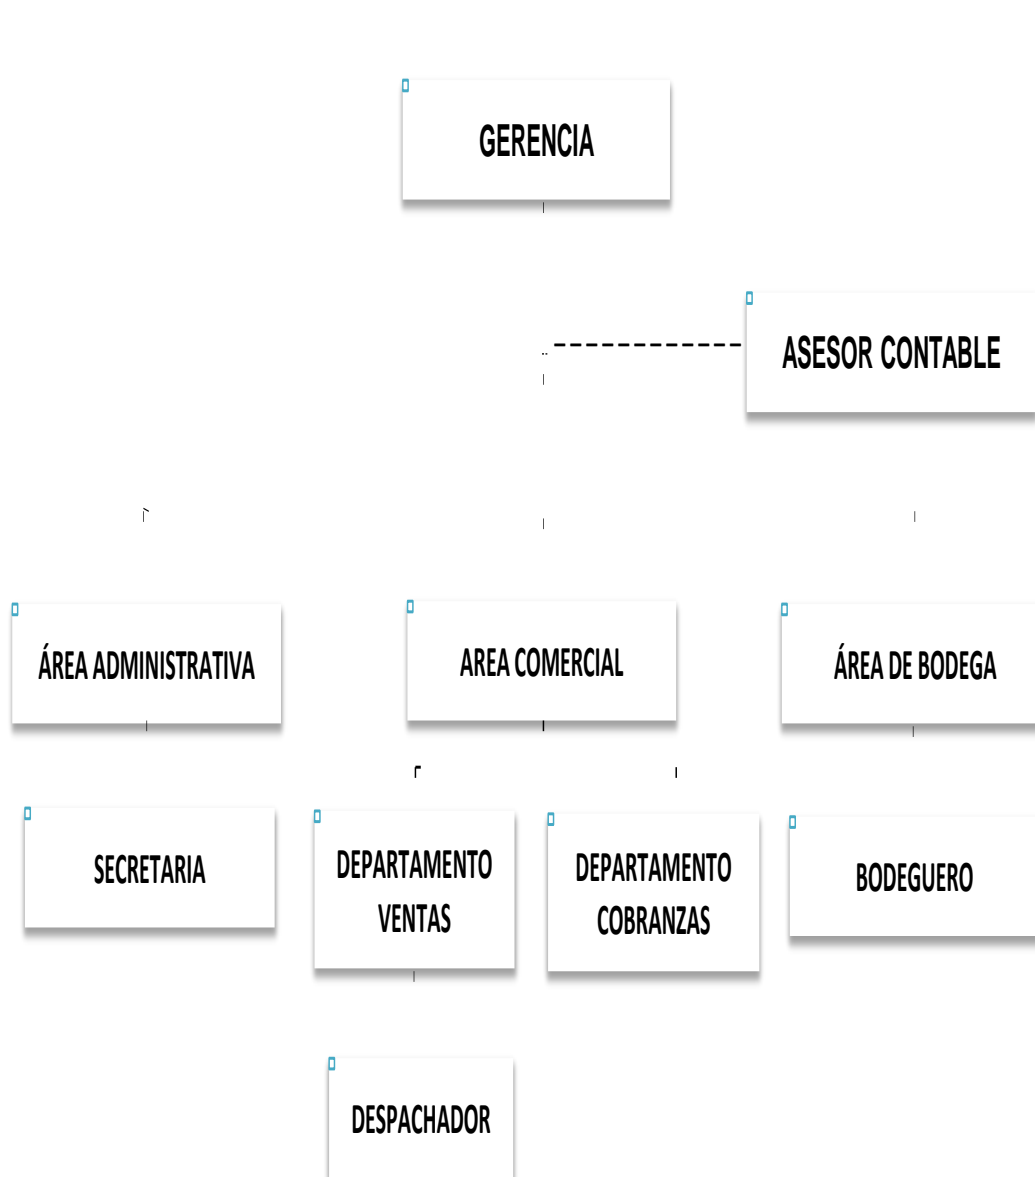 GERENCIA
ASESOR CONTABLE
ÁREA ADMINISTRATIVA
AREA COMERCIAL
ÁREA DE BODEGA
SECRETARIA
DEPARTAMENTO
VENTAS
DEPARTAMENTO
COBRANZAS
BODEGUERO
DESPACHADOR